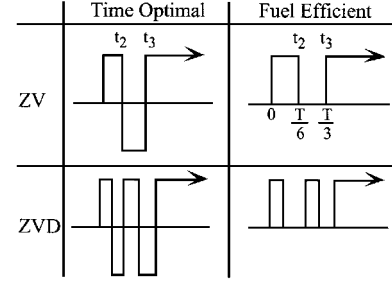 Time Optimal Fuel Efficient
t2 t3 t2 t3
ZV
0 T/6 T/3
ZVD